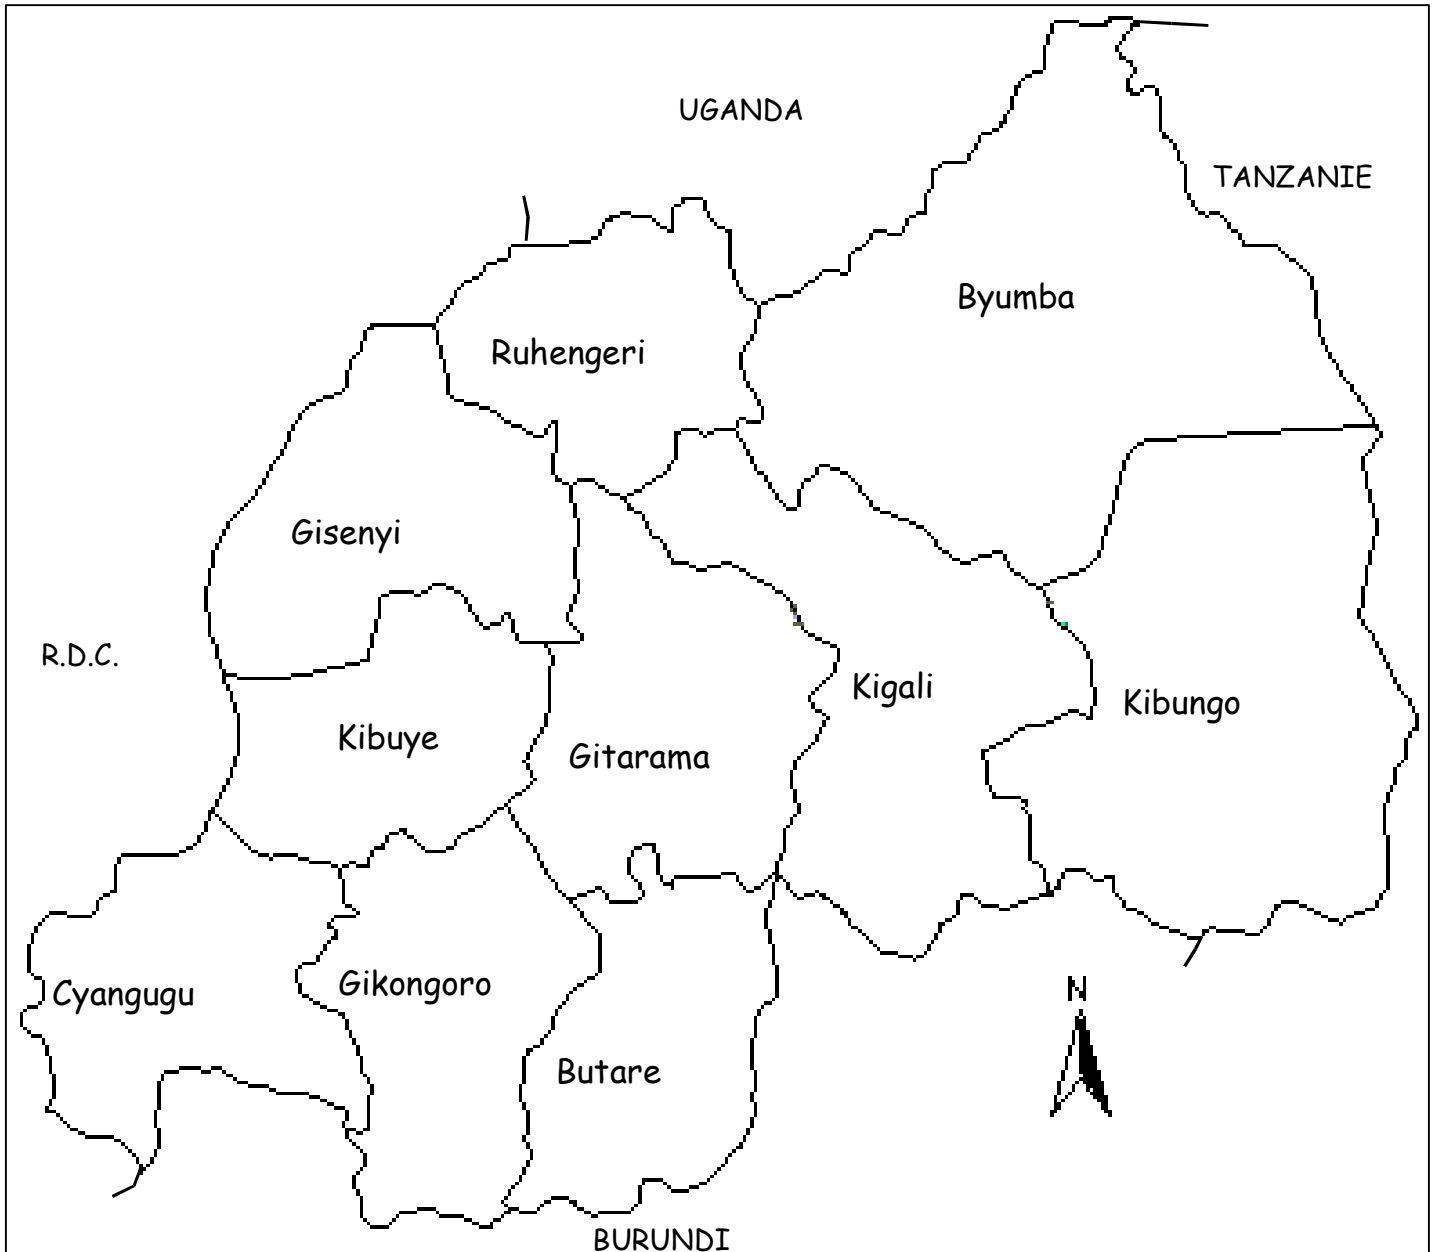 UGANDA
TANZANIE
Byumba
Ruhengeri
Gisenyi
R.D.C.
Kigali
Kibungo
Kibuye
Gitarama
Cyangugu
Gikongoro
N
Butare
BURUNDI